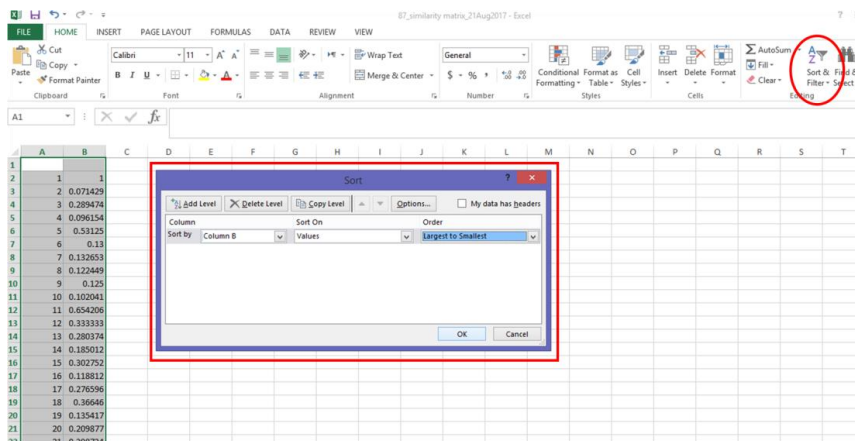 87_similarity matrix_21Aug2017 - Excel
?
FILE HOME INSERT PAGE LAYOUT FORMULAS DATA REVIEW VIEW
Paste
Cut
Copy
Format Painter
Clipboard
Calibri 11 A A
B I U A
Font
Wrap Text
Merge & Center
Alignment
General
$ % ,
Number
Conditional Formatting
Format as Table
Cell Styles
Styles
Insert Delete Format
Cells
AutoSum
Fill
Clear
Sort & Filter
Find & Select
Editing
A1 fx
A B C D E F G H I J K L M N O P Q R S T
1
2 1 1
3 2 0.071429
4 3 0.289474
5 4 0.096154
6 5 0.53125
7 6 0.13
8 7 0.132653
9 8 0.122449
10 9 0.125
11 10 0.102041
12 11 0.654206
13 12 0.333333
14 13 0.280374
15 14 0.185012
16 15 0.302752
17 16 0.118812
18 17 0.276596
19 18 0.36646
20 19 0.135417
21 20 0.209877
Sort ? ×
Add Level Delete Level Copy Level Options... My data has headers
Column Sort On Order
Sort by Column B Values Largest to Smallest
OK Cancel